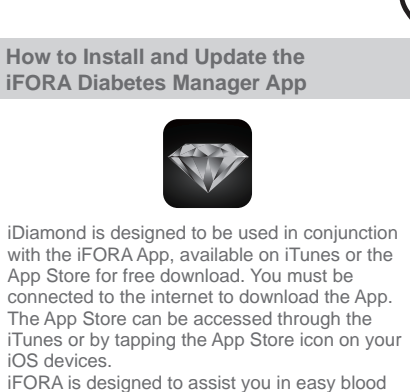 How to Install and Update the
iFORA Diabetes Manager App
iDiamond is designed to be used in conjunction
with the iFORA App, available on iTunes or the
App Store for free download. You must be
connected to the internet to download the App.
The App Store can be accessed through the
iTunes or by tapping the App Store icon on your
iOS devices.
iFORA is designed to assist you in easy blood